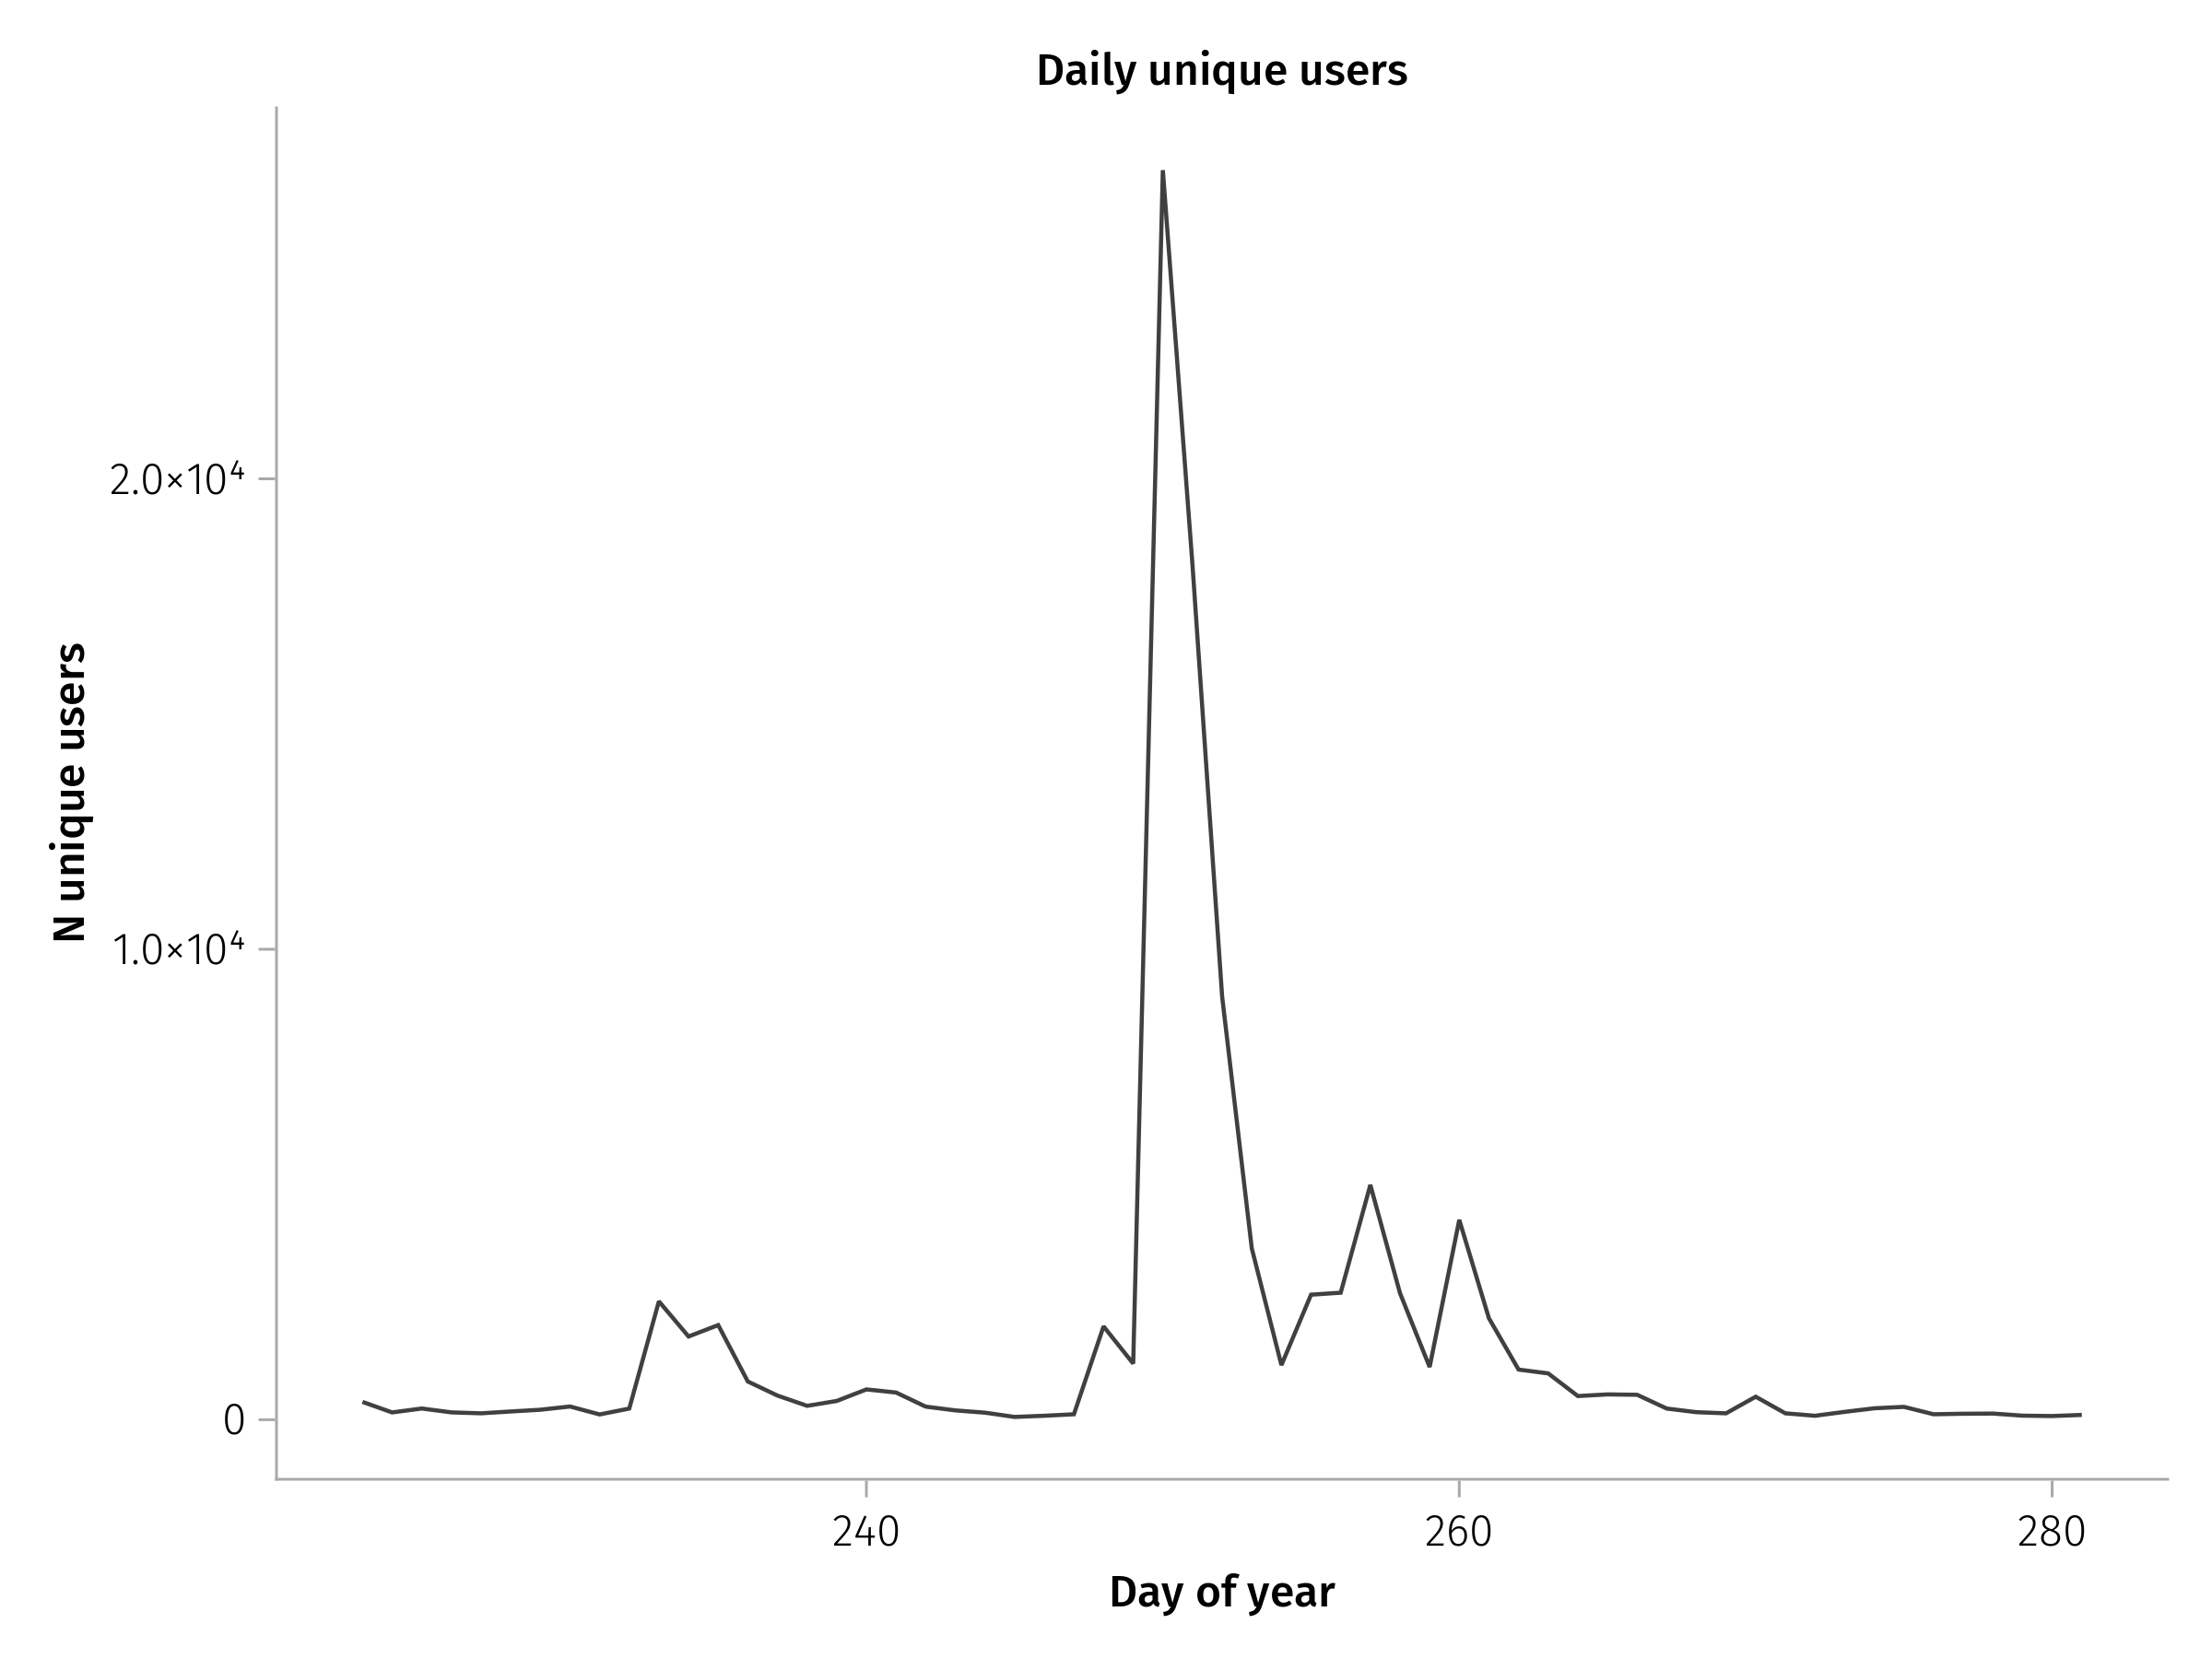 Daily unique users
N unique users
2.0×10⁴
1.0×10⁴
0
240 260 280
Day of year